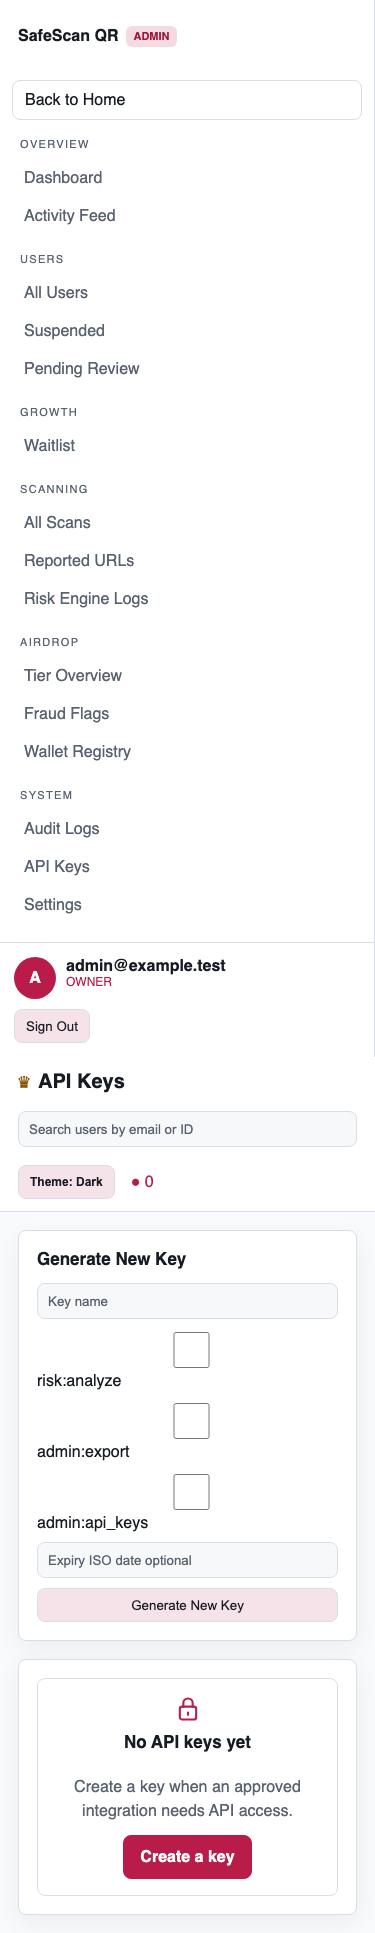 SafeScan QR ADMIN
Back to Home
OVERVIEW
Dashboard
Activity Feed
USERS
All Users
Suspended
Pending Review
GROWTH
Waitlist
SCANNING
All Scans
Reported URLs
Risk Engine Logs
AIRDROP
Tier Overview
Fraud Flags
Wallet Registry
SYSTEM
Audit Logs
API Keys
Settings
A
admin@example.test
OWNER
Sign Out
♛ API Keys
Search users by email or ID
Theme: Dark ● 0
Generate New Key
Key name
risk:analyze
admin:export
admin:api_keys
Expiry ISO date optional
Generate New Key
No API keys yet
Create a key when an approved
integration needs API access.
Create a key